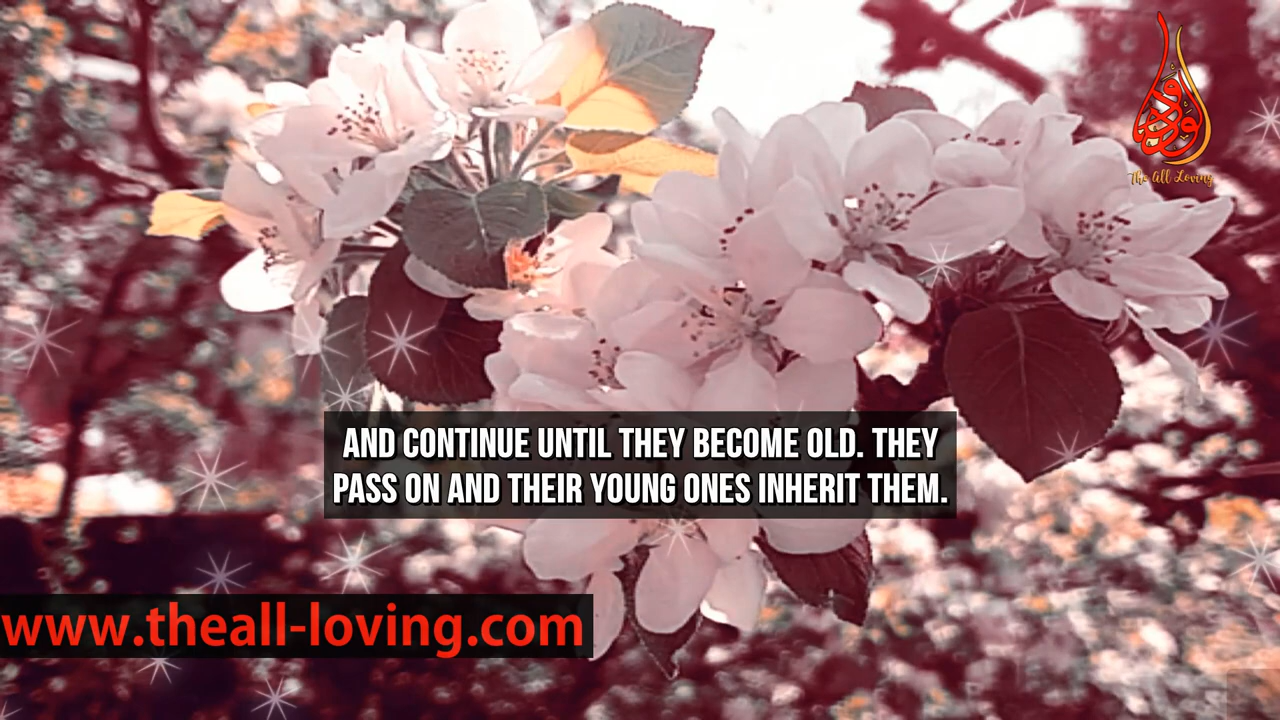 The All Loving
AND CONTINUE UNTIL THEY BECOME OLD. THEY
PASS ON AND THEIR YOUNG ONES INHERIT THEM.
www.theall-loving.com